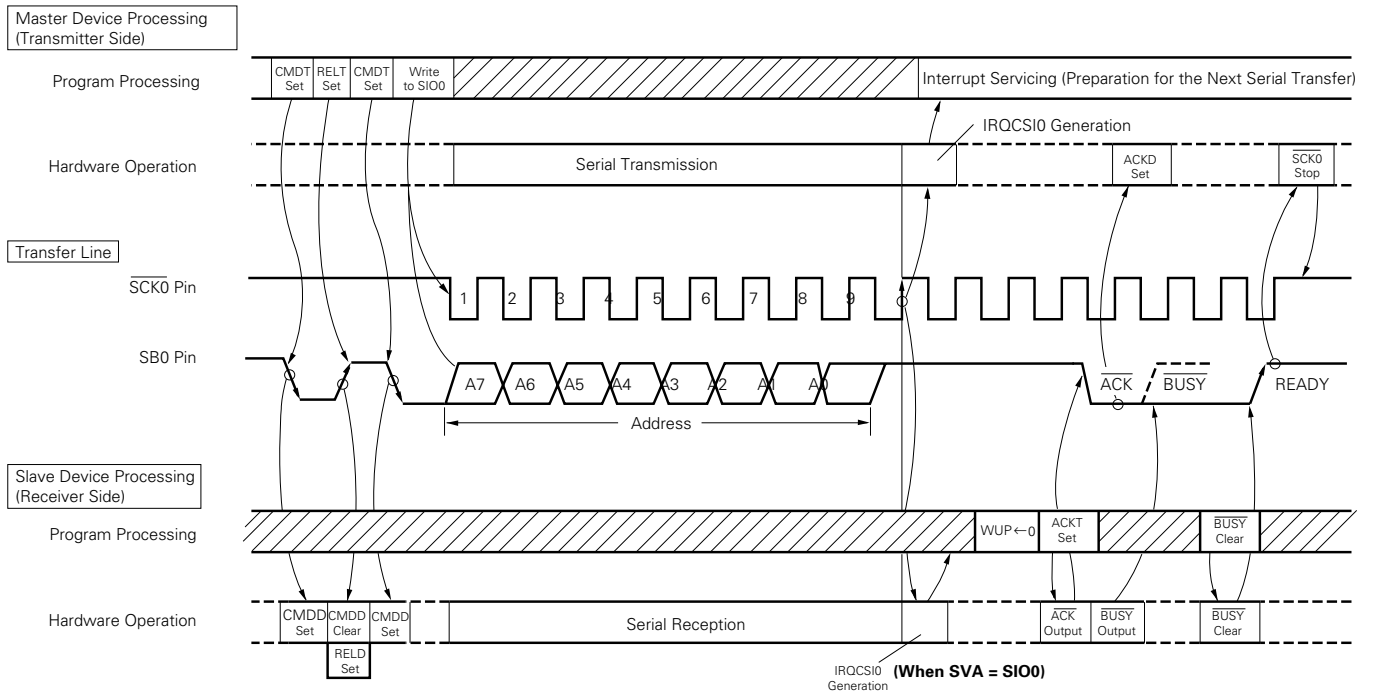 Master Device Processing
(Transmitter Side)
Program Processing
CMDT
Set
RELT
Set
CMDT
Set
Write
to SIO0
Interrupt Servicing (Preparation for the Next Serial Transfer)
IRQCSI0 Generation
Hardware Operation
Serial Transmission
ACKD
Set
SCK0
Stop
Transfer Line
SCK0 Pin
1 2 3 4 5 6 7 8 9
SB0 Pin
A7 A6 A5 A4 A3 A2 A1 A0
ACK
BUSY
READY
Address
Slave Device Processing
(Receiver Side)
Program Processing
WUP←0
ACKT
Set
BUSY
Clear
Hardware Operation
CMDD
Set
CMDD
Clear
CMDD
Set
RELD
Set
Serial Reception
ACK
Output
BUSY
Output
BUSY
Clear
IRQCSI0
Generation
(When SVA = SIO0)